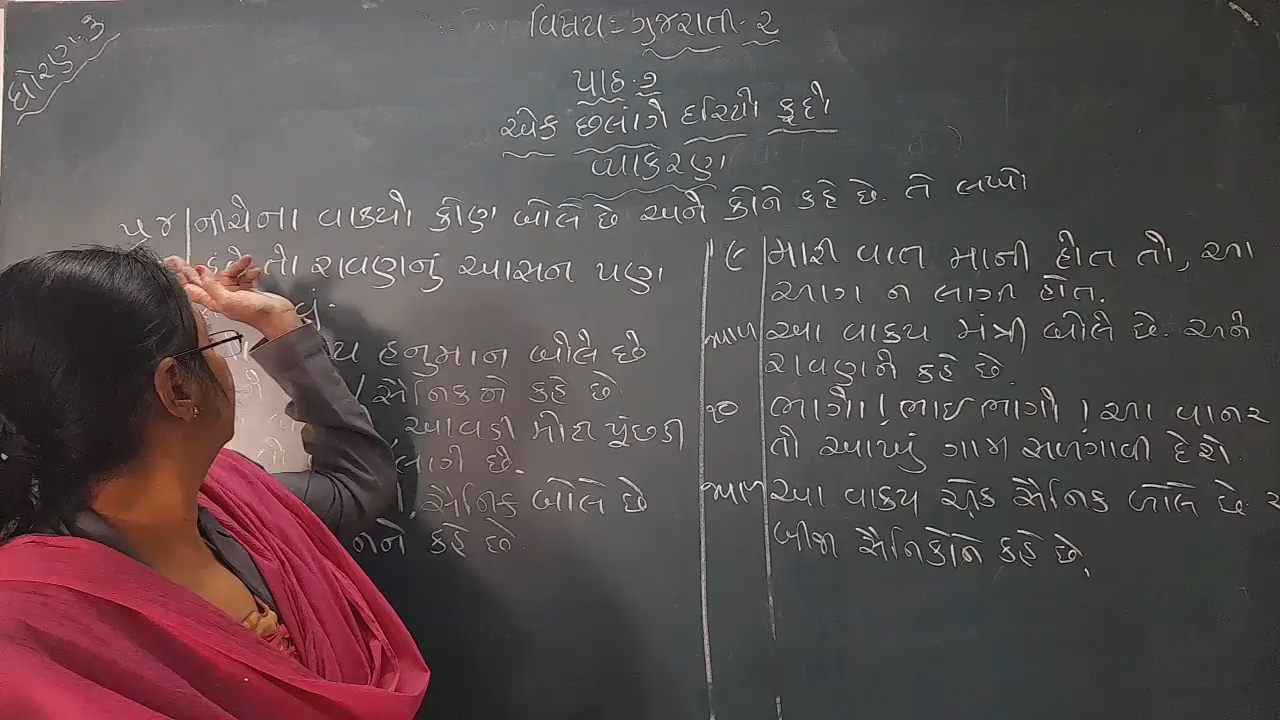 ધોરણ.૩
વિષય:- ગુજરાતી-૨
પાઠ.૭
એક છલાંગે દરિયો કૂદ્યો
વ્યાકરણ
પ્ર૪ નીચેના વાક્યો કોણ બોલે છે અને કોને કહે છે. તે લખો
તો રાવણનું આસન પણ
હનુમાન બોલે છે
સૈનિકને કહે છે.
આવડી મોટી પૂંછડી
લાગે છે.
સૈનિક બોલે છે
કહે છે.
૯ મારી વાત માની હોત તો, આ
આગ ન લાગી હોત.
જવાબ આ વાક્ય મંત્રી બોલે છે. અને
રાવણને કહે છે.
૧૦ ભાગો! ભાઇ ભાગો! આ વાનર
તો આખું ગામ સળગાવી દેશે.
જવાબ આ વાક્ય એક સૈનિક બોલે છે
બીજા સૈનિકોને કહે છે.